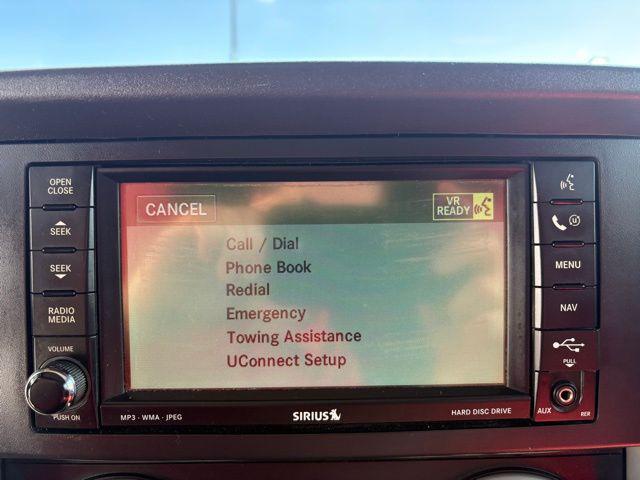 OPEN
CLOSE
SEEK
SEEK
RADIO
MEDIA
VOLUME
PUSH ON
CANCEL
VR
READY
Call / Dial
Phone Book
Redial
Emergency
Towing Assistance
UConnect Setup
U
MENU
NAV
PULL
AUX
RER
MP3 · WMA · JPEG
SIRIUS
HARD DISC DRIVE